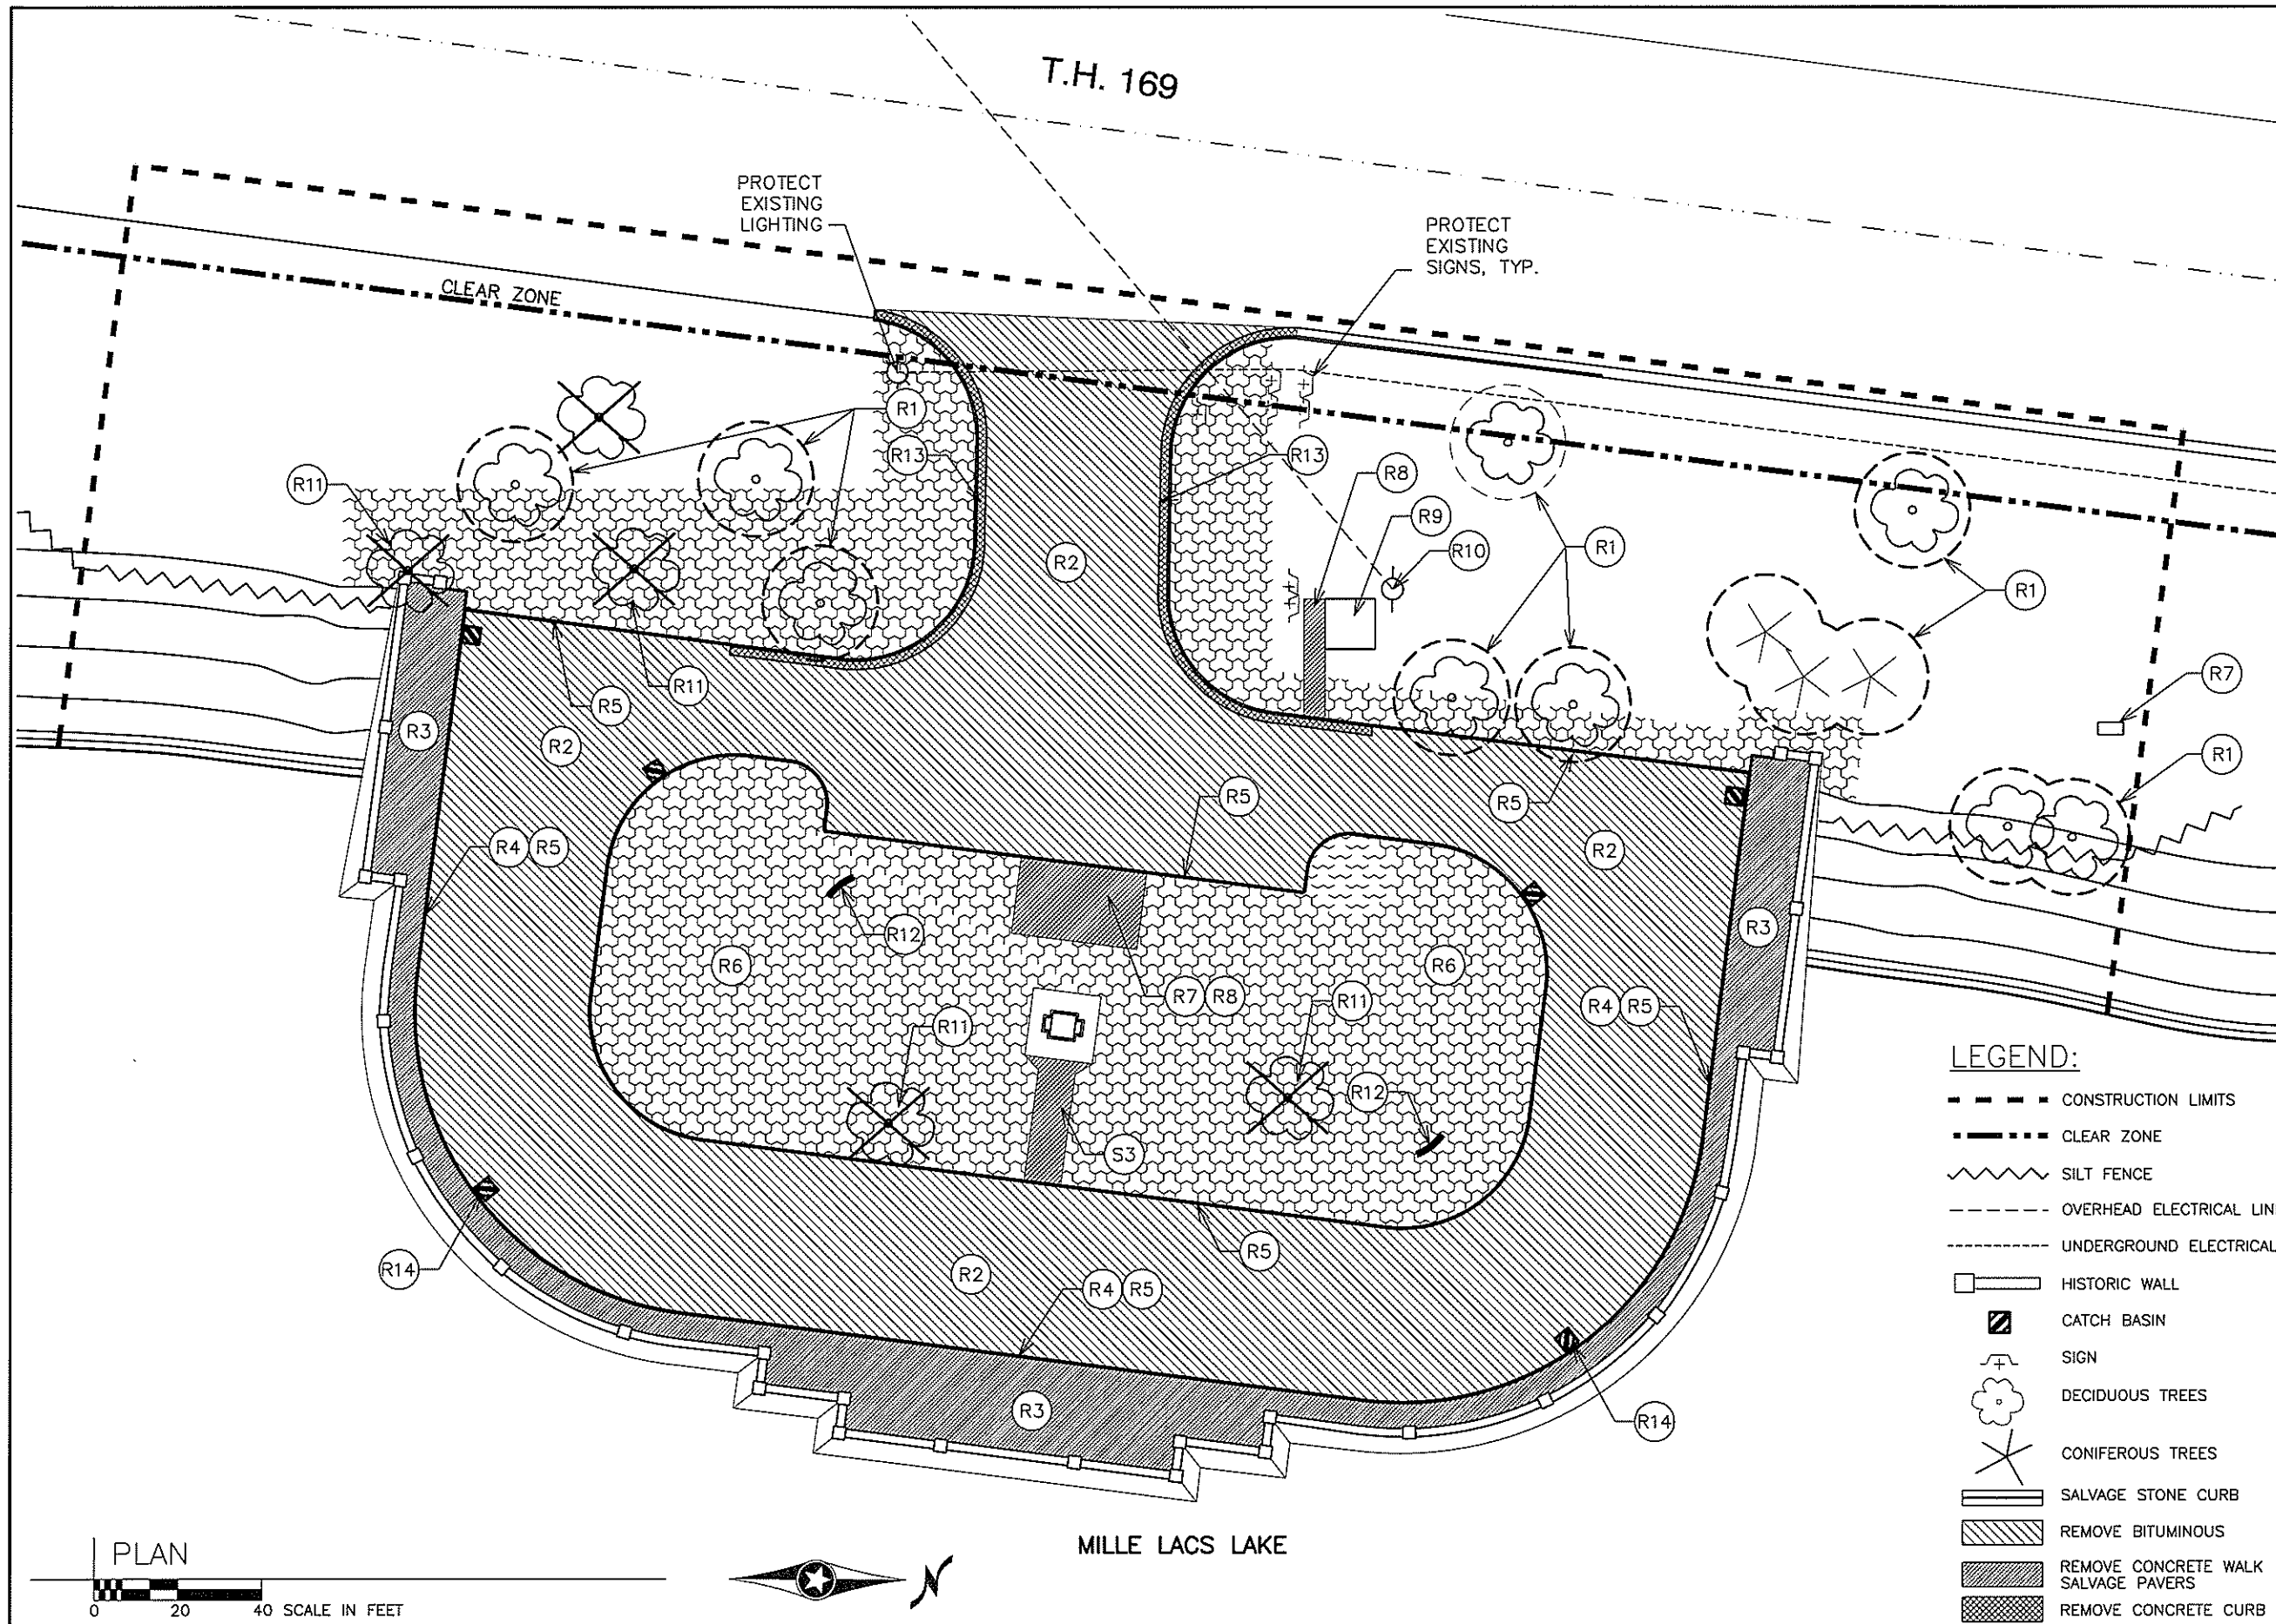 T.H. 169
PROTECT
EXISTING
LIGHTING
PROTECT
EXISTING
SIGNS, TYP.
CLEAR ZONE
R1
R13
R11
R13
R8
R9
R10
R1
R1
R2
R7
R5
R11
R3
R2
R1
R5
R5
R2
R4 R5
R3
R12
R6
R6
R7 R8
R4 R5
R11
R11
R12
S3
R5
R14
R2
R4 R5
R3
R14
LEGEND:
CONSTRUCTION LIMITS
CLEAR ZONE
SILT FENCE
OVERHEAD ELECTRICAL LIN
UNDERGROUND ELECTRICAL
HISTORIC WALL
CATCH BASIN
SIGN
DECIDUOUS TREES
CONIFEROUS TREES
SALVAGE STONE CURB
REMOVE BITUMINOUS
REMOVE CONCRETE WALK
SALVAGE PAVERS
REMOVE CONCRETE CURB
MILLE LACS LAKE
PLAN
0 20 40 SCALE IN FEET
N